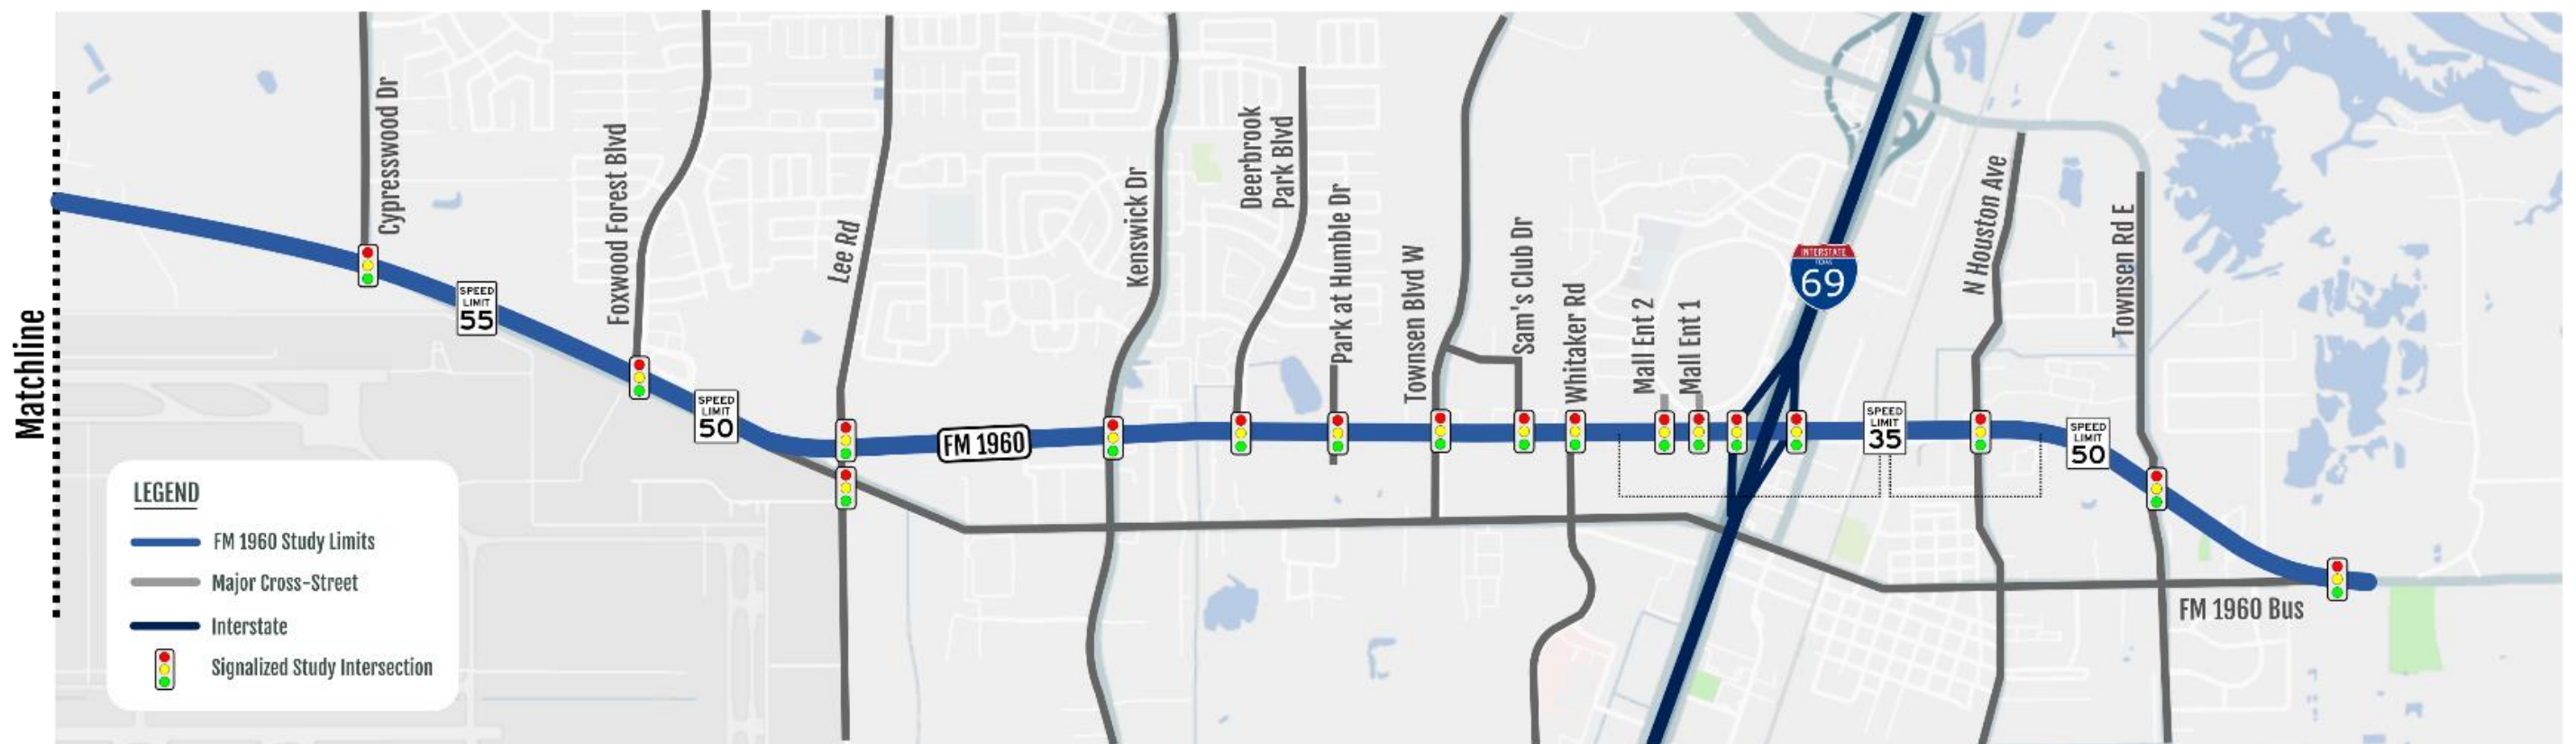 Matchline
Cypresswood Dr
SPEED
LIMIT
55
Foxwood Forest Blvd
SPEED
LIMIT
50
Lee Rd
FM 1960
Kenswick Dr
Deerbrook
Park Blvd
Park at Humble Dr
Townsen Blvd W
Sam's Club Dr
Whitaker Rd
Mall Ent 2
Mall Ent 1
INTERSTATE
TEXAS
69
SPEED
LIMIT
35
N Houston Ave
SPEED
LIMIT
50
Townsen Rd E
FM 1960 Bus
LEGEND
FM 1960 Study Limits
Major Cross-Street
Interstate
Signalized Study Intersection